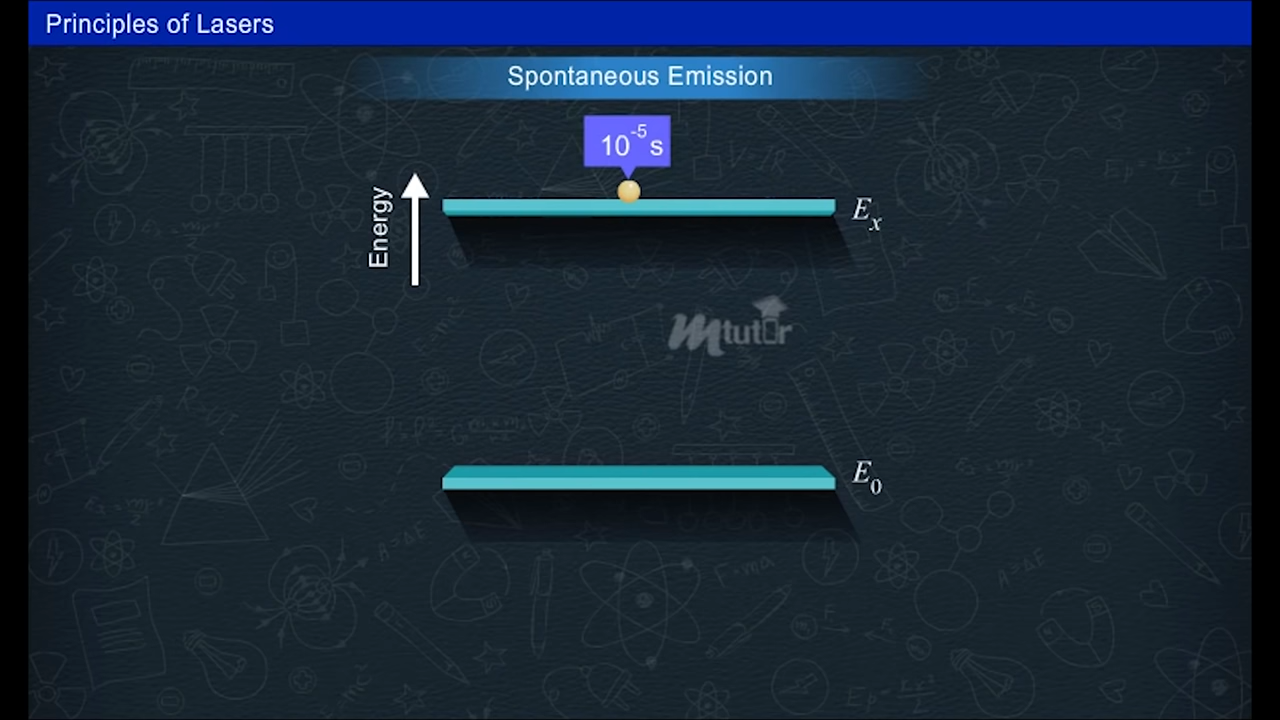 Principles of Lasers
Spontaneous Emission
10⁻⁵ s
Energy
Eₓ
mtutor
E₀